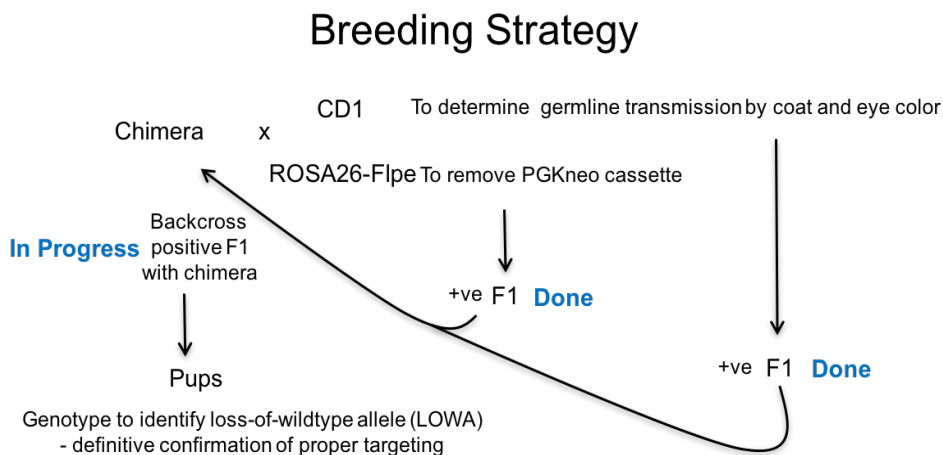 Breeding Strategy
CD1 To determine germline transmission by coat and eye color
Chimera x
ROSA26-Flpe To remove PGKneo cassette
In Progress
Backcross
positive F1
with chimera
+ve F1 Done
+ve F1 Done
Pups
Genotype to identify loss-of-wildtype allele (LOWA)
- definitive confirmation of proper targeting